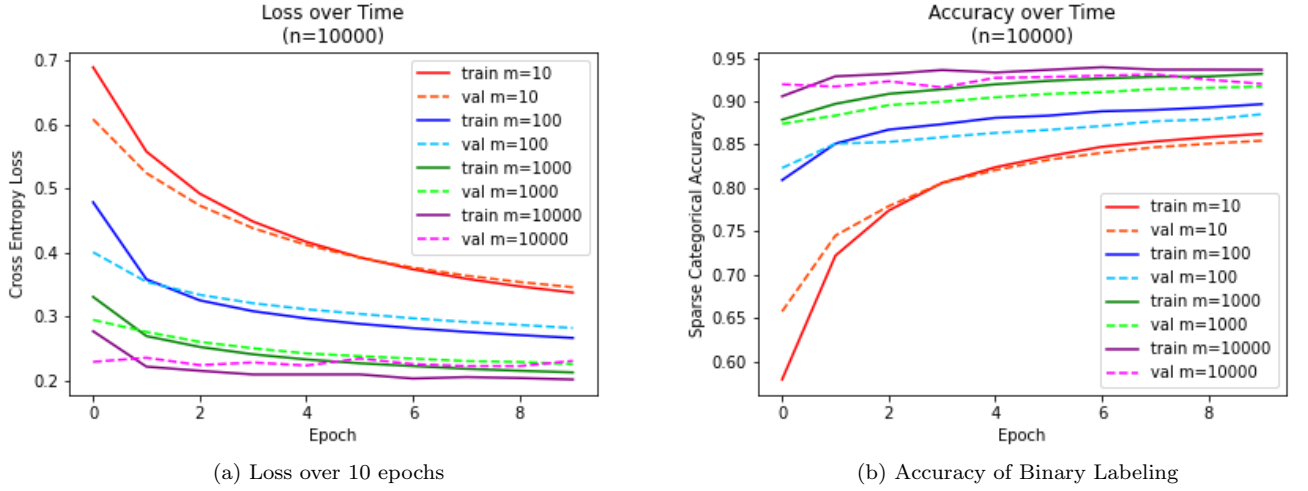 Loss over Time
(n=10000)
0.7
0.6
0.5
0.4
0.3
0.2
Cross Entropy Loss
train m=10
val m=10
train m=100
val m=100
train m=1000
val m=1000
train m=10000
val m=10000
0 2 4 6 8
Epoch
(a) Loss over 10 epochs
Accuracy over Time
(n=10000)
0.95
0.90
0.85
0.80
0.75
0.70
0.65
0.60
Sparse Categorical Accuracy
train m=10
val m=10
train m=100
val m=100
train m=1000
val m=1000
train m=10000
val m=10000
0 2 4 6 8
Epoch
(b) Accuracy of Binary Labeling